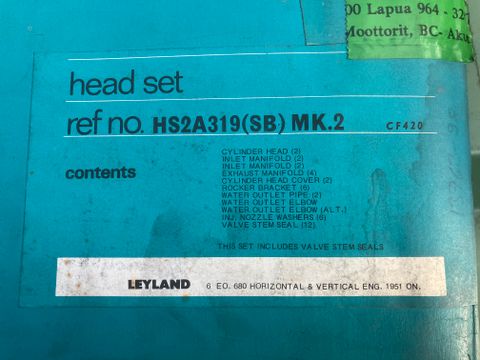 00 Lapua 964 - 32
Moottorit, BC- Aku
head set
ref no. HS2A319(SB) MK.2 CF420
contents
CYLINDER HEAD (2)
INLET MANIFOLD (2)
INLET MANIFOLD (2)
EXHAUST MANIFOLD (4)
CYLINDER HEAD COVER (2)
ROCKER BRACKET (6)
WATER OUTLET PIPE (2)
WATER OUTLET ELBOW
WATER OUTLET ELBOW (ALT.)
INJ. NOZZLE WASHERS (6)
VALVE STEM SEAL (12)
THIS SET INCLUDES VALVE STEM SEALS
LEYLAND 6 EO. 680 HORIZONTAL & VERTICAL ENG. 1951 ON.